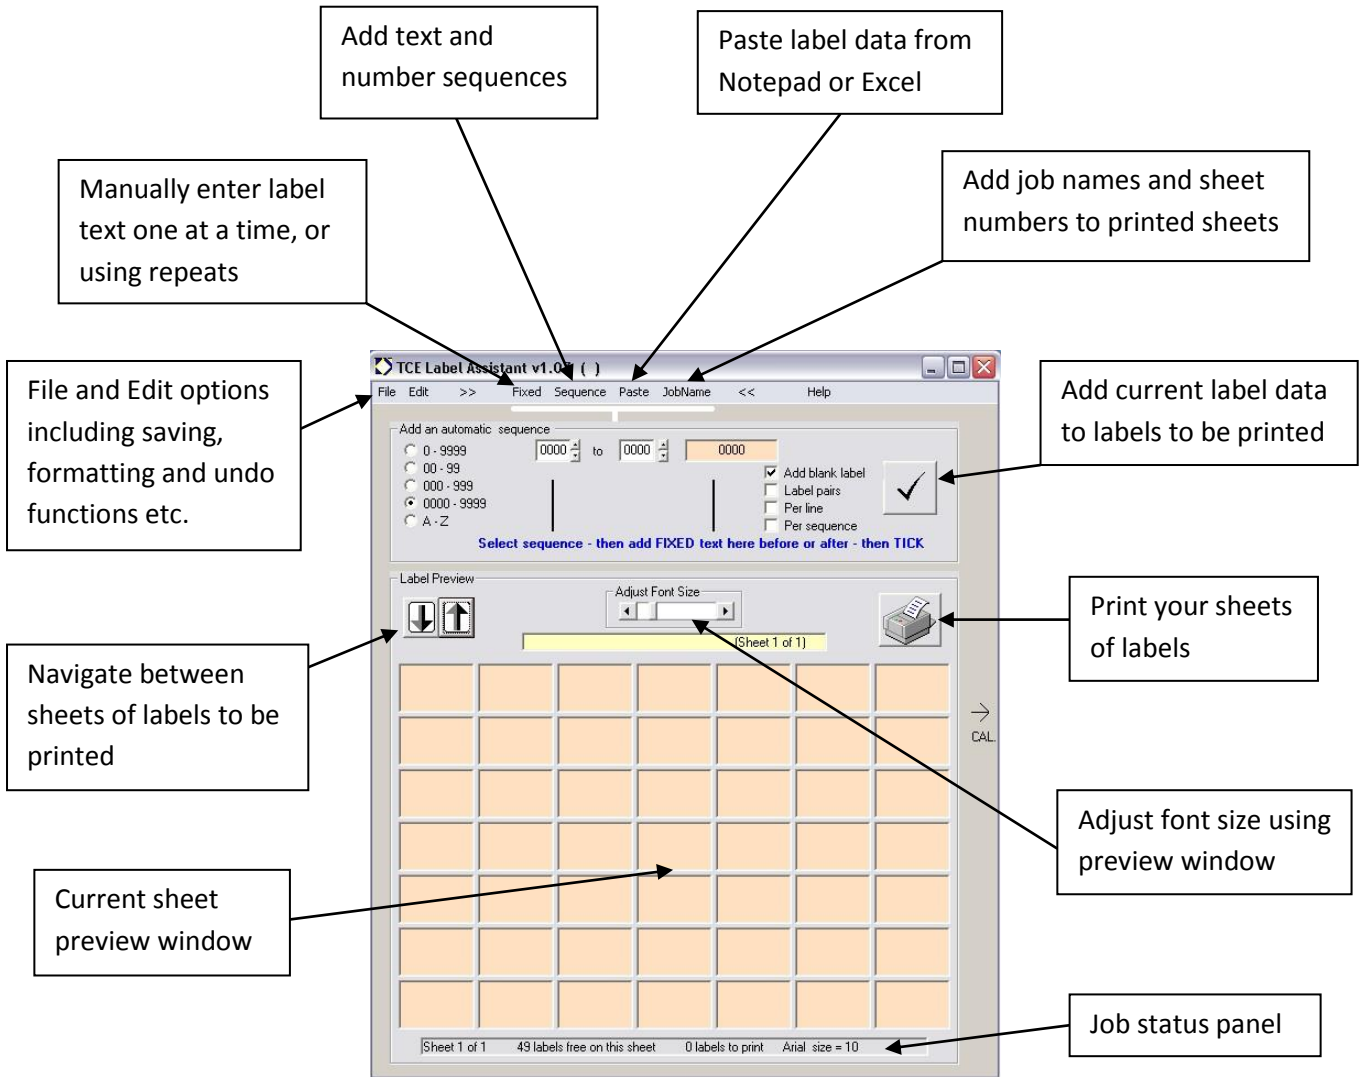 Add text and
number sequences
Paste label data from
Notepad or Excel
Manually enter label
text one at a time, or
using repeats
Add job names and sheet
numbers to printed sheets
File and Edit options
including saving,
formatting and undo
functions etc.
Add current label data
to labels to be printed
TCE Label Assistant v1.0 ( )
File Edit >> Fixed Sequence Paste JobName << Help
Add an automatic sequence
0 - 9999
00 - 99
000 - 999
0000 - 9999
A - Z
0000 to 0000 0000
Add blank label
Label pairs
Per line
Per sequence
Select sequence - then add FIXED text here before or after - then TICK
Label Preview
Adjust Font Size
(Sheet 1 of 1)
Print your sheets
of labels
Navigate between
sheets of labels to be
printed
CAL.
Adjust font size using
preview window
Current sheet
preview window
Job status panel
Sheet 1 of 1 49 labels free on this sheet 0 labels to print Arial size = 10